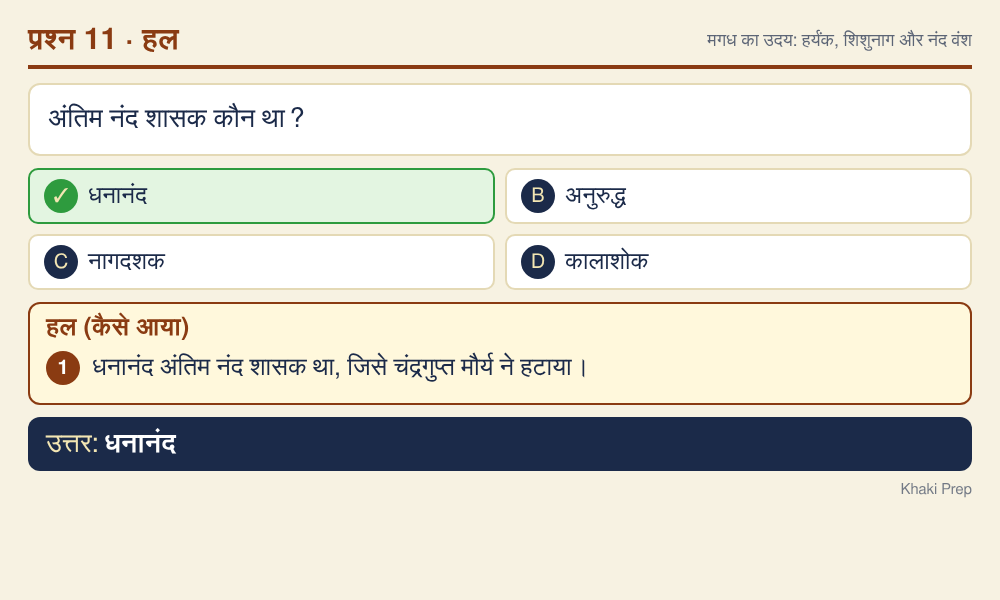 प्रश्न 11 · हल
मगध का उदय: हर्यंक, शिशुनाग और नंद वंश
अंतिम नंद शासक कौन था ?
✓ धनानंद
B अनुरुद्ध
C नागदशक
D कालाशोक
हल (कैसे आया)
1 धनानंद अंतिम नंद शासक था, जिसे चंद्रगुप्त मौर्य ने हटाया।
उत्तर: धनानंद
Khaki Prep